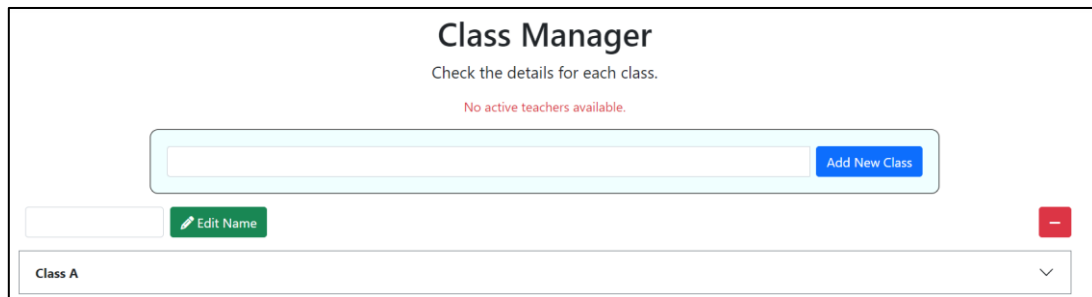 Class Manager
Check the details for each class.
No active teachers available.
Add New Class
Edit Name
Class A